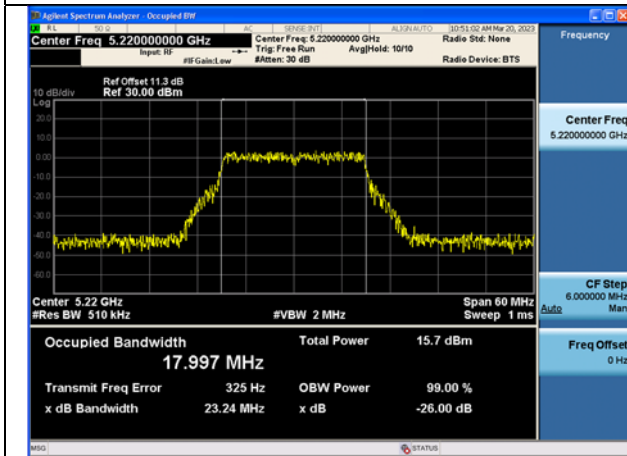 Agilent Spectrum Analyzer - Occupied BW
RL 50 Ω AC SENSE:INT ALIGN AUTO 10:51:02 AM Mar 20, 2023
Center Freq 5.220000000 GHz Center Freq: 5.220000000 GHz Radio Std: None
Input: RF Trig: Free Run Avg|Hold: 10/10
#IFGain:Low #Atten: 30 dB Radio Device: BTS
Frequency
Ref Offset 11.3 dB
10 dB/div Ref 30.00 dBm
Log
20.0
10.0
0.00
-10.0
-20.0
-30.0
-40.0
-50.0
-60.0
Center 5.22 GHz Span 60 MHz
#Res BW 510 kHz #VBW 2 MHz Sweep 1 ms
Occupied Bandwidth Total Power 15.7 dBm
17.997 MHz
Transmit Freq Error 325 Hz OBW Power 99.00 %
x dB Bandwidth 23.24 MHz x dB -26.00 dB
Center Freq
5.220000000 GHz
CF Step
6.000000 MHz
Auto Man
Freq Offset
0 Hz
MSG STATUS